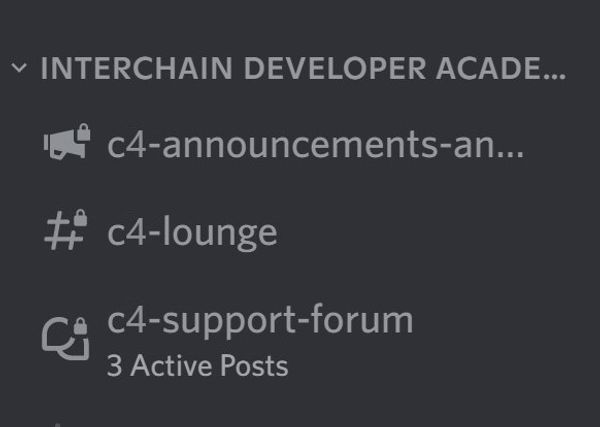 INTERCHAIN DEVELOPER ACADE...
c4-announcements-an...
c4-lounge
c4-support-forum
3 Active Posts